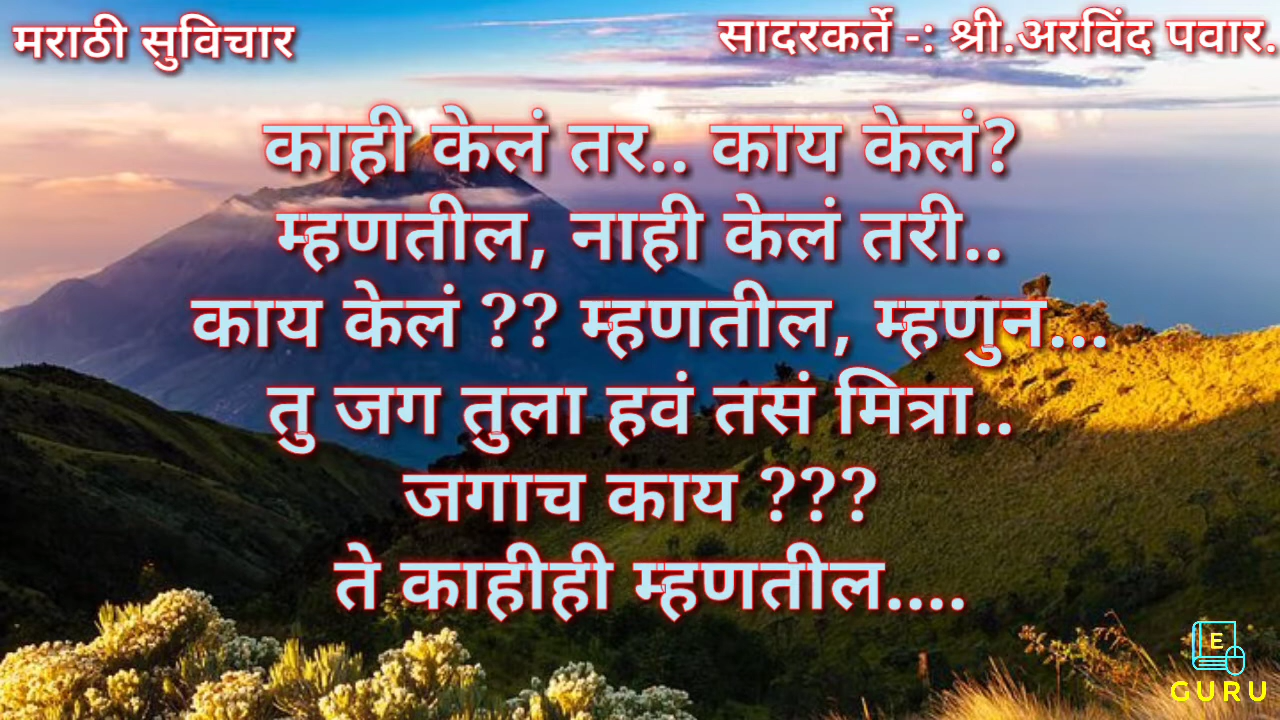 मराठी सुविचार
सादरकर्ते -: श्री.अरविंद पवार.
काही केलं तर.. काय केलं?
म्हणतील, नाही केलं तरी..
काय केलं ?? म्हणतील, म्हणुन...
तु जग तुला हवं तसं मित्रा..
जगाच काय ???
ते काहीही म्हणतील....
E
GURU